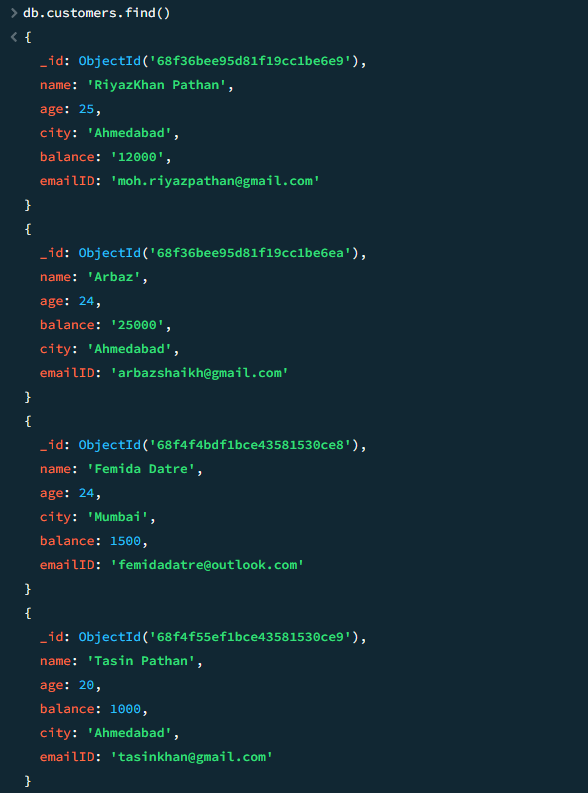 > db.customers.find()
< {
_id: ObjectId('68f36bee95d81f19cc1be6e9'),
name: 'RiyazKhan Pathan',
age: 25,
city: 'Ahmedabad',
balance: '12000',
emailID: 'moh.riyazpathan@gmail.com'
}
{
_id: ObjectId('68f36bee95d81f19cc1be6ea'),
name: 'Arbaz',
age: 24,
balance: '25000',
city: 'Ahmedabad',
emailID: 'arbazshaikh@gmail.com'
}
{
_id: ObjectId('68f4f4bdf1bce43581530ce8'),
name: 'Femida Datre',
age: 24,
city: 'Mumbai',
balance: 1500,
emailID: 'femidadatre@outlook.com'
}
{
_id: ObjectId('68f4f55ef1bce43581530ce9'),
name: 'Tasin Pathan',
age: 20,
balance: 1000,
city: 'Ahmedabad',
emailID: 'tasinkhan@gmail.com'
}